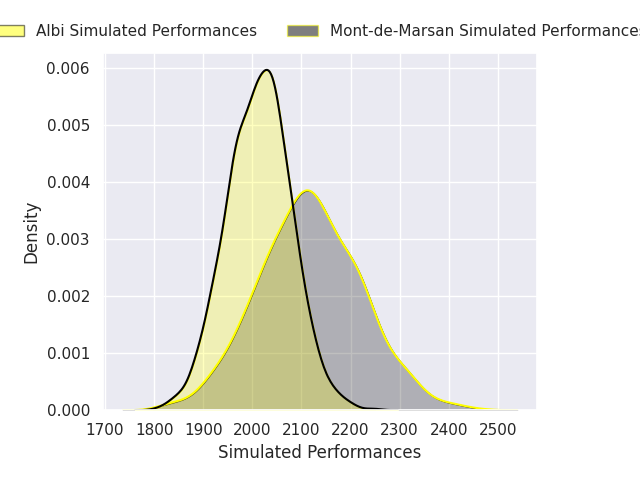 Albi Simulated Performances Mont-de-Marsan Simulated Performances
0.006
0.005
0.004
0.003
0.002
0.001
0.000
Density
1700 1800 1900 2000 2100 2200 2300 2400 2500
Simulated Performances